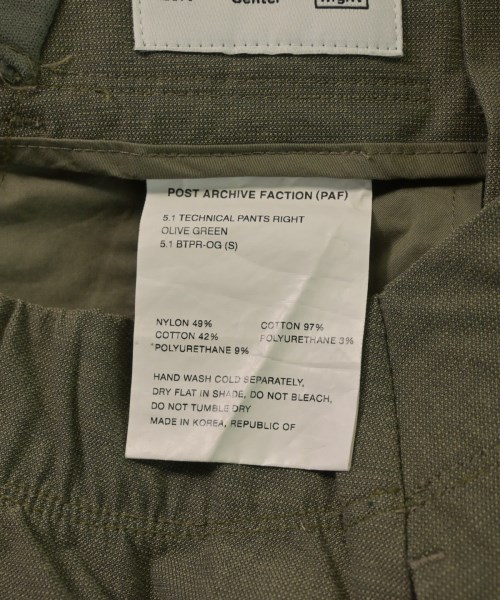 Center
POST ARCHIVE FACTION (PAF)
5.1 TECHNICAL PANTS RIGHT
OLIVE GREEN
5.1 BTPR-OG (S)
NYLON 49% COTTON 97%
COTTON 42% POLYURETHANE 3%
*POLYURETHANE 9%
HAND WASH COLD SEPARATELY,
DRY FLAT IN SHADE, DO NOT BLEACH,
DO NOT TUMBLE DRY
MADE IN KOREA, REPUBLIC OF